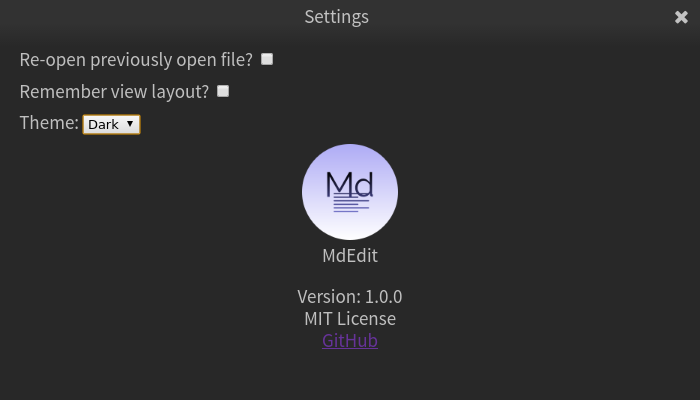 Settings
Re-open previously open file?
Remember view layout?
Theme: Dark
Md
MdEdit
Version: 1.0.0
MIT License
GitHub